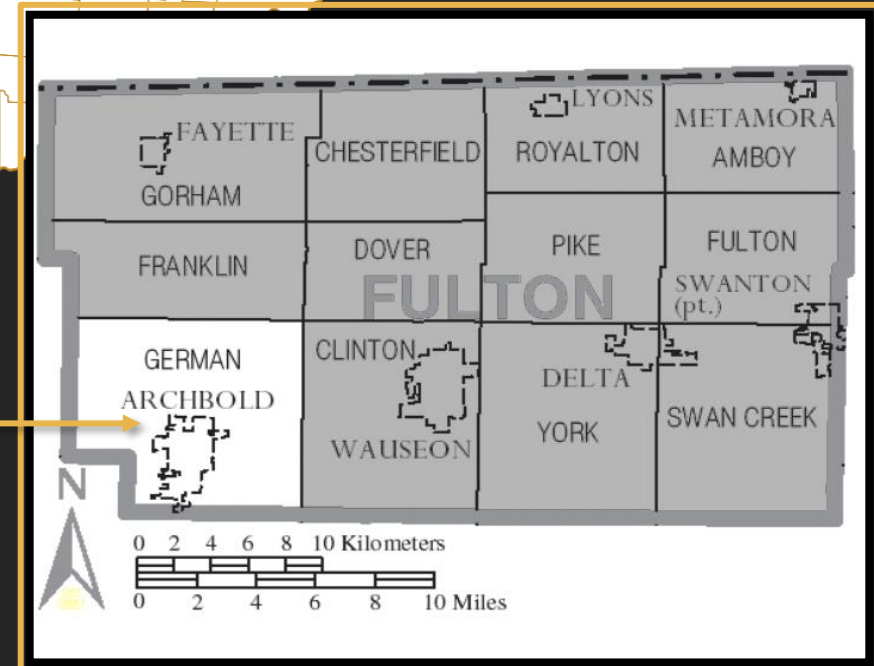 LYONS
FAYETTE
METAMORA
CHESTERFIELD
ROYALTON
AMBOY
GORHAM
DOVER
PIKE
FULTON
FRANKLIN
SWANTON
(pt.)
FULTON
GERMAN
CLINTON
ARCHBOLD
DELTA
YORK
SWAN CREEK
WAUSEON
N
0 2 4 6 8 10 Kilometers
0 2 4 6 8 10 Miles